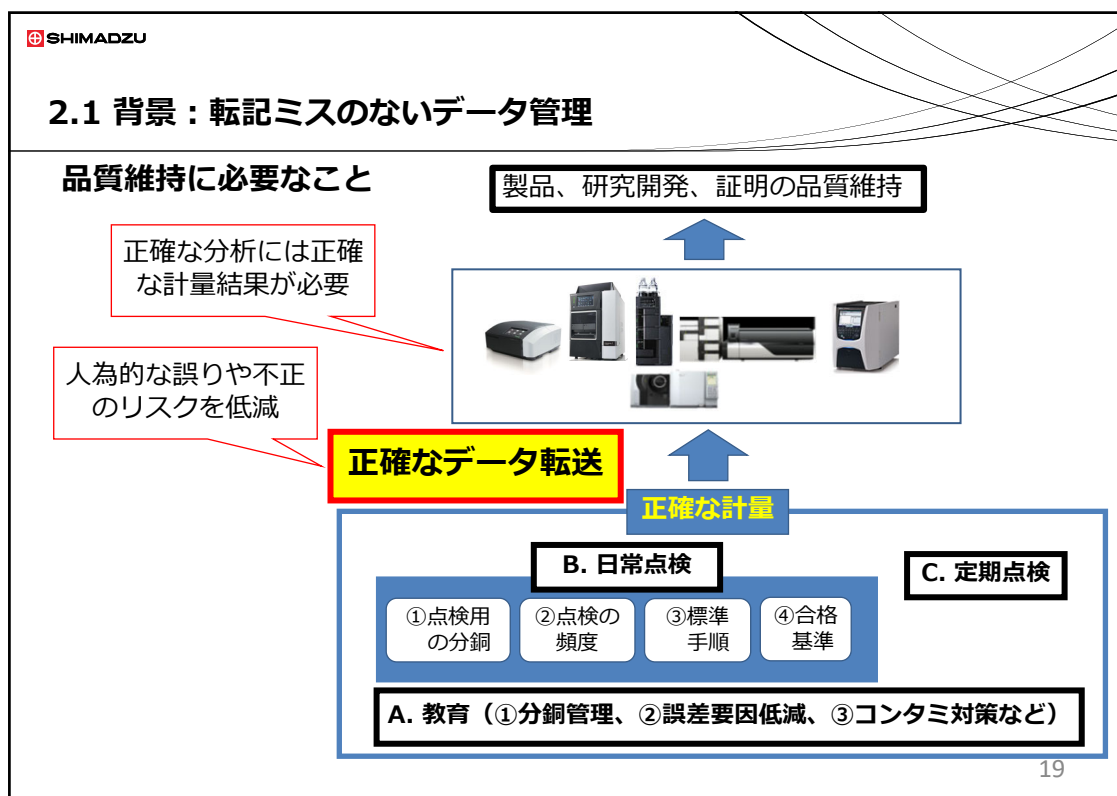 SHIMADZU
2.1 背景：転記ミスのないデータ管理
品質維持に必要なこと
製品、研究開発、証明の品質維持
正確な分析には正確
な計量結果が必要
人為的な誤りや不正
のリスクを低減
正確なデータ転送
正確な計量
B. 日常点検
C. 定期点検
①点検用
の分銅
②点検の
頻度
③標準
手順
④合格
基準
A. 教育（①分銅管理、②誤差要因低減、③コンタミ対策など）
19